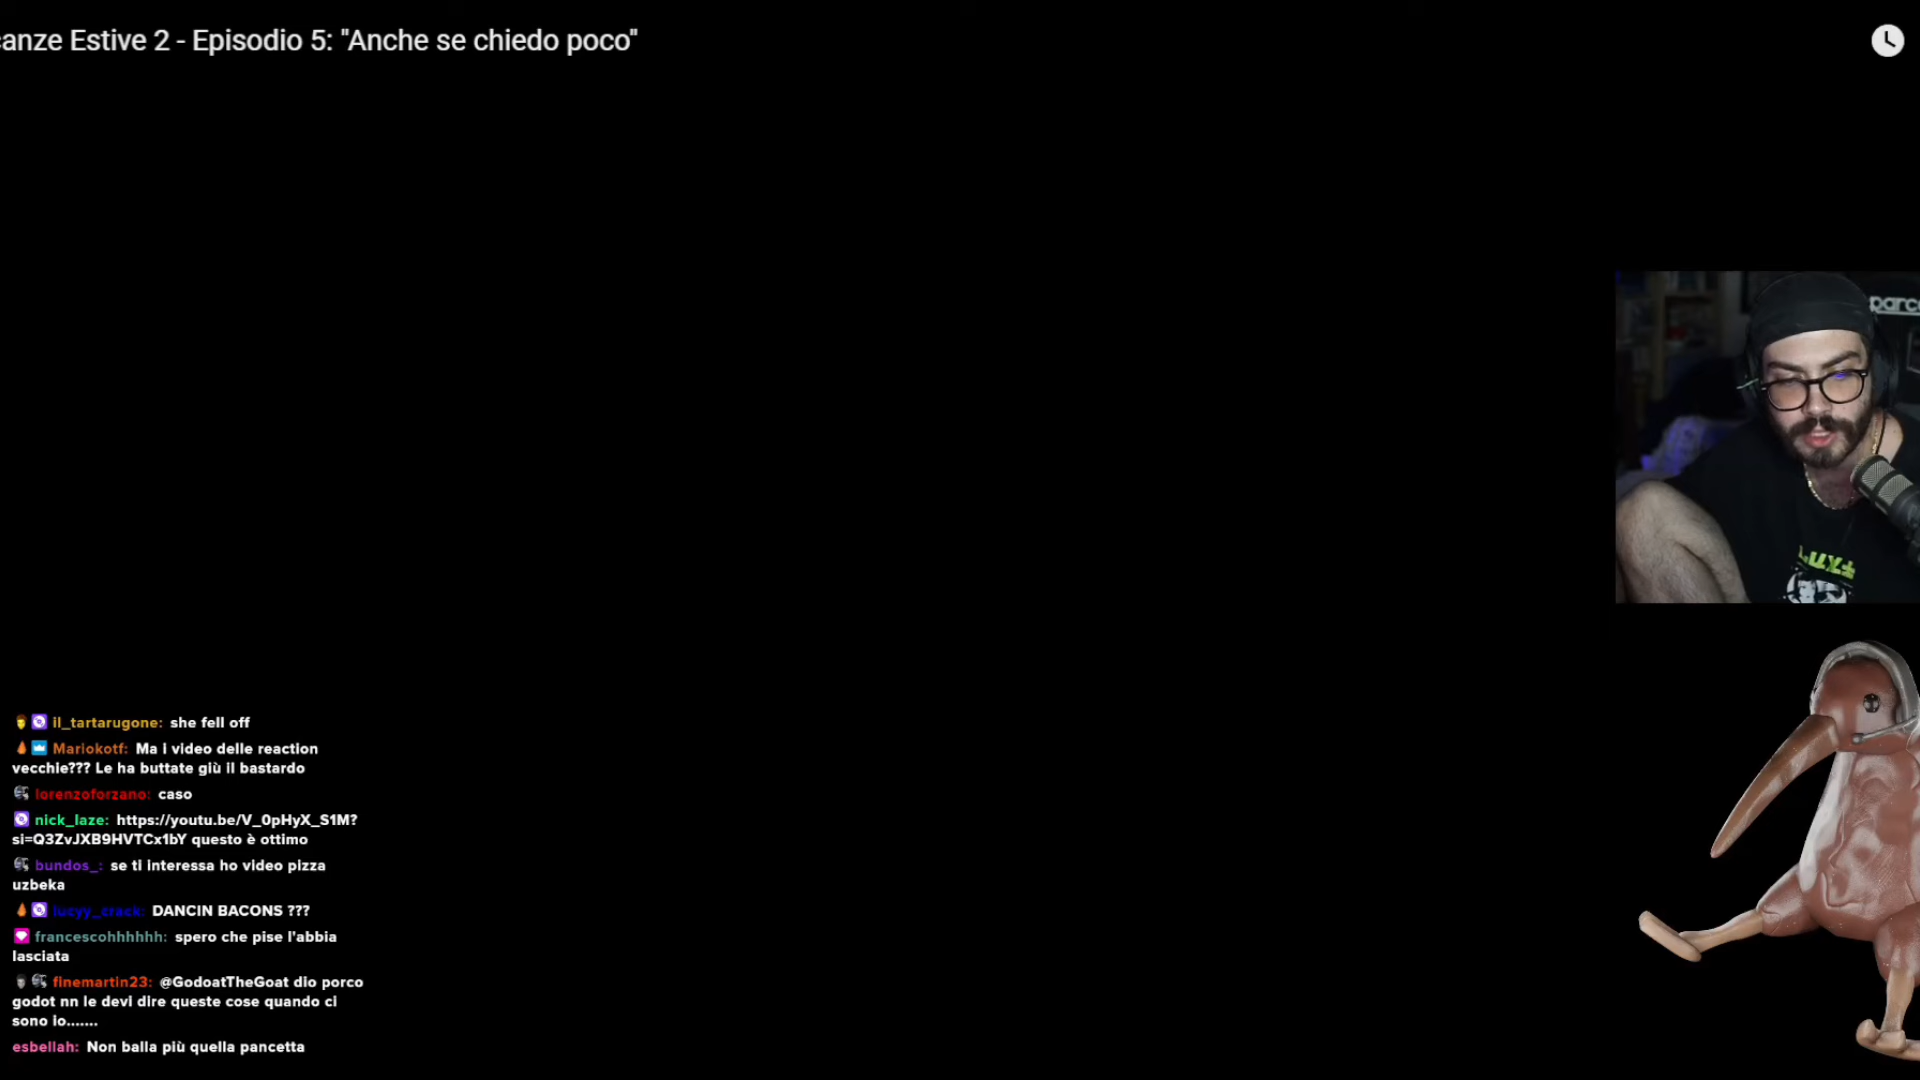 canze Estive 2 - Episodio 5: "Anche se chiedo poco"
parco
il_tartarugone: she fell off
Mariokotf: Ma i video delle reaction
vecchie??? Le ha buttate giù il bastardo
lorenzoforzano: caso
nick_laze: https://youtu.be/V_0pHyX_S1M?
si=Q3ZvJXB9HVTCx1bY questo è ottimo
bundos_: se ti interessa ho video pizza
uzbeka
lucyy_crack: DANCIN BACONS ???
francescohhhhhh: spero che pise l'abbia
lasciata
finemartin23: @GodoatTheGoat dio porco
godot nn le devi dire queste cose quando ci
sono io.......
esbellah: Non balla più quella pancetta